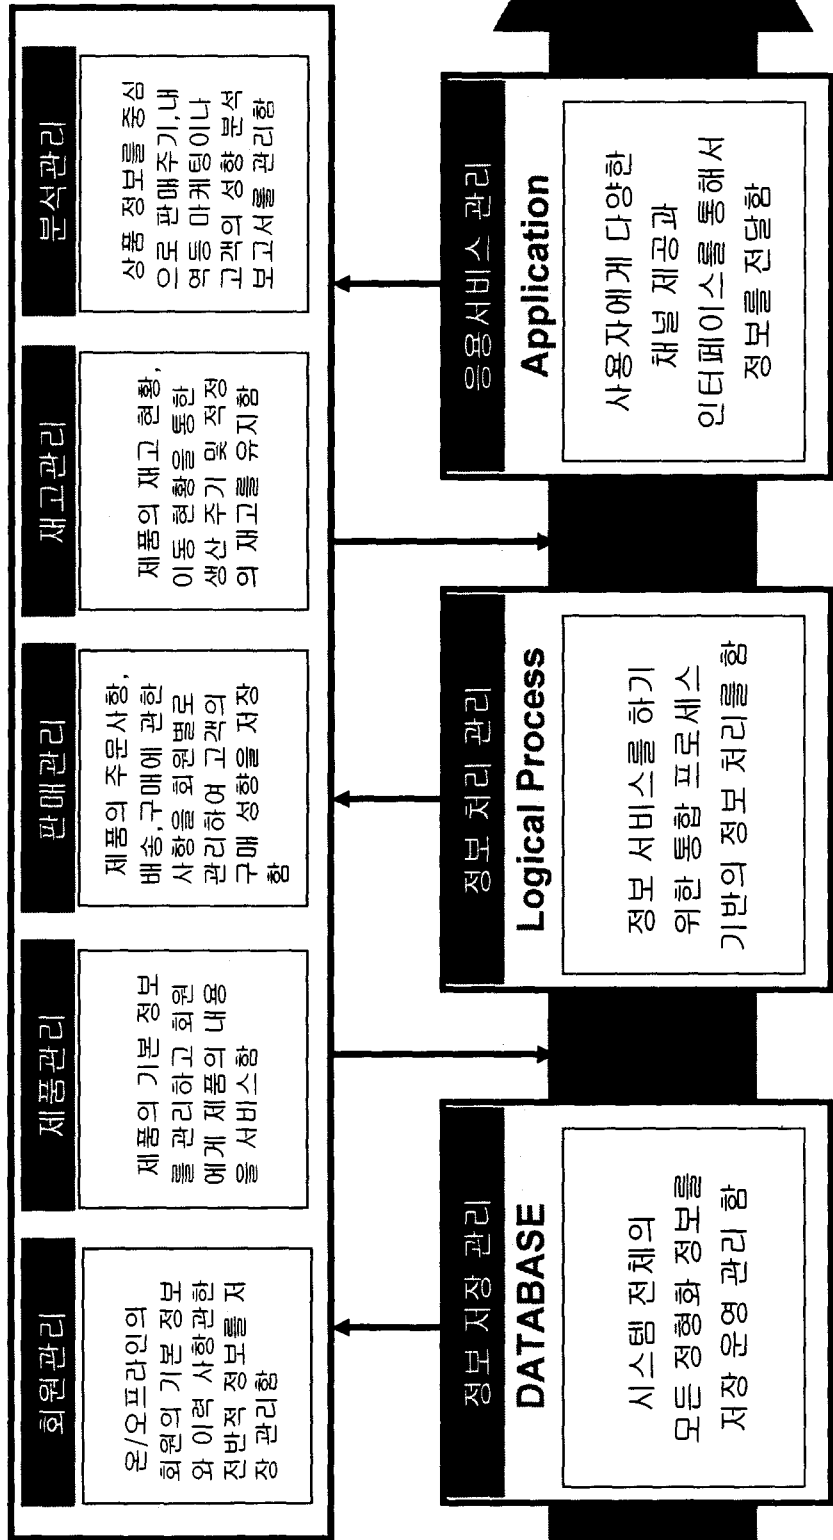 회원관리
온/오프라인의
회원의 기본 정보
와 이력 사항관한
전반적 정보를 저
장 관리함
제품관리
제품의 기본 정보
를 관리하고 회원
에게 제품의 내용
을 서비스함
판매관리
제품의 주문사항,
배송,구매에 관한
사항을 회원별로
관리하여 고객의
구매 성향을 저장
함
재고관리
제품의 재고 현황,
이동 현황을 통한
생산 주기 및 적정
의 재고를 유지함
분석관리
상품 정보를 중심
으로 판매주기,내
역등 마케팅이나
고객의 성향 분석
보고서를 관리함
정보 저장 관리
DATABASE
시스템 전체의
모든 정형화 정보를
저장 운영 관리 함
정보 처리 관리
Logical Process
정보 서비스를 하기
위한 통합 프로세스
기반의 정보 처리를 함
응용서비스 관리
Application
사용자에게 다양한
채널 제공과
인터페이스를 통해서
정보를 전달함